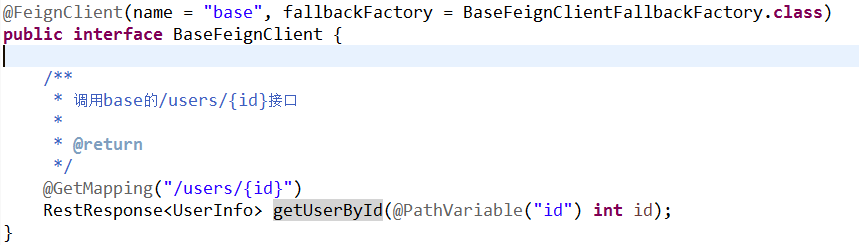 @FeignClient(name = "base", fallbackFactory = BaseFeignClientFallbackFactory.class)
public interface BaseFeignClient {
/**
* 调用base的/users/{id}接口
*
* @return
*/
@GetMapping("/users/{id}")
RestResponse<UserInfo> getUserById(@PathVariable("id") int id);
}